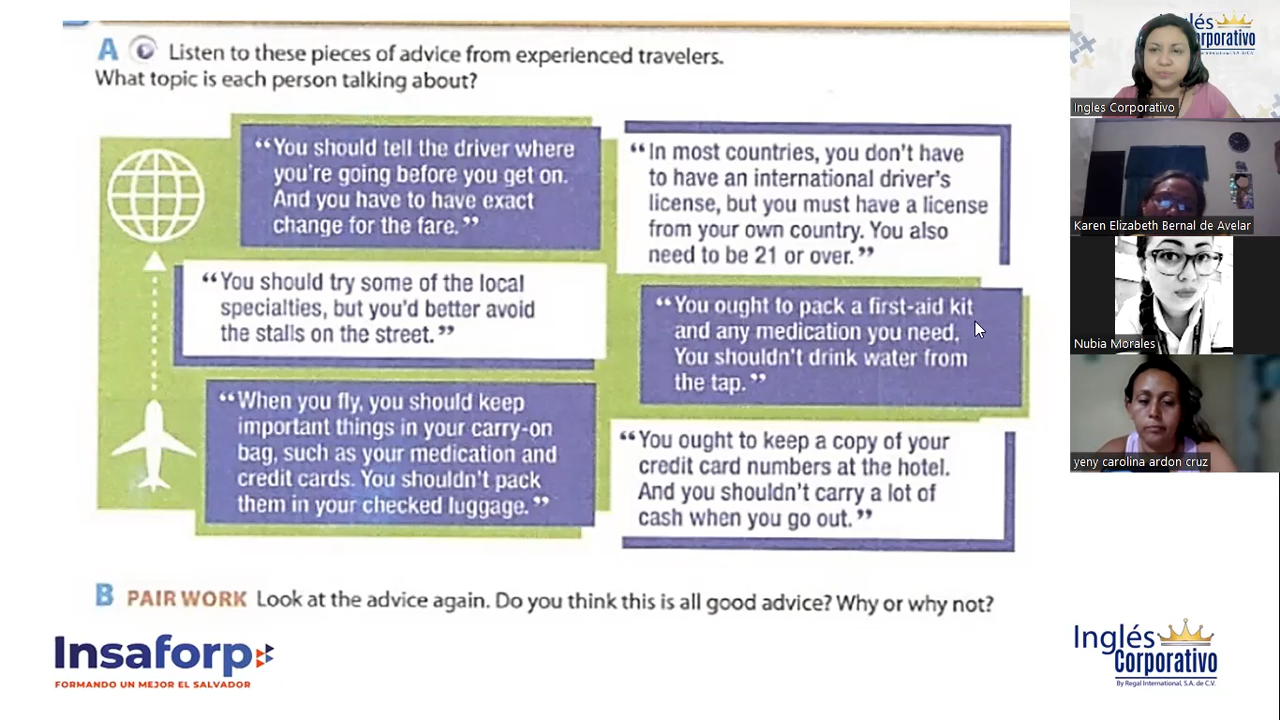 A Listen to these pieces of advice from experienced travelers.
What topic is each person talking about?
“You should tell the driver where
you're going before you get on.
And you have to have exact
change for the fare.”
“In most countries, you don't have
to have an international driver's
license, but you must have a license
from your own country. You also
need to be 21 or over.”
“You should try some of the local
specialties, but you'd better avoid
the stalls on the street.”
“You ought to pack a first-aid kit
and any medication you need.
You shouldn't drink water from
the tap.”
“When you fly, you should keep
important things in your carry-on
bag, such as your medication and
credit cards. You shouldn't pack
them in your checked luggage.”
“You ought to keep a copy of your
credit card numbers at the hotel.
And you shouldn't carry a lot of
cash when you go out.”
B PAIR WORK Look at the advice again. Do you think this is all good advice? Why or why not?
Insaforp
FORMANDO UN MEJOR EL SALVADOR
Inglés
Corporativo
By Regal International, S.A. de C.V.
Inglés
Corporativo
Ingles Corporativo
Karen Elizabeth Bernal de Avelar
Nubia Morales
yeny carolina ardon cruz